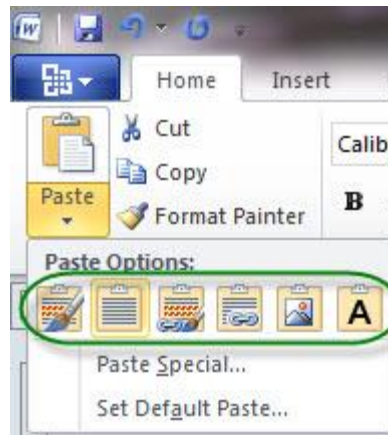 W
Home Insert
Cut
Calib
Copy
Paste
Format Painter
B
Paste Options:
A
Paste Special...
Set Default Paste...